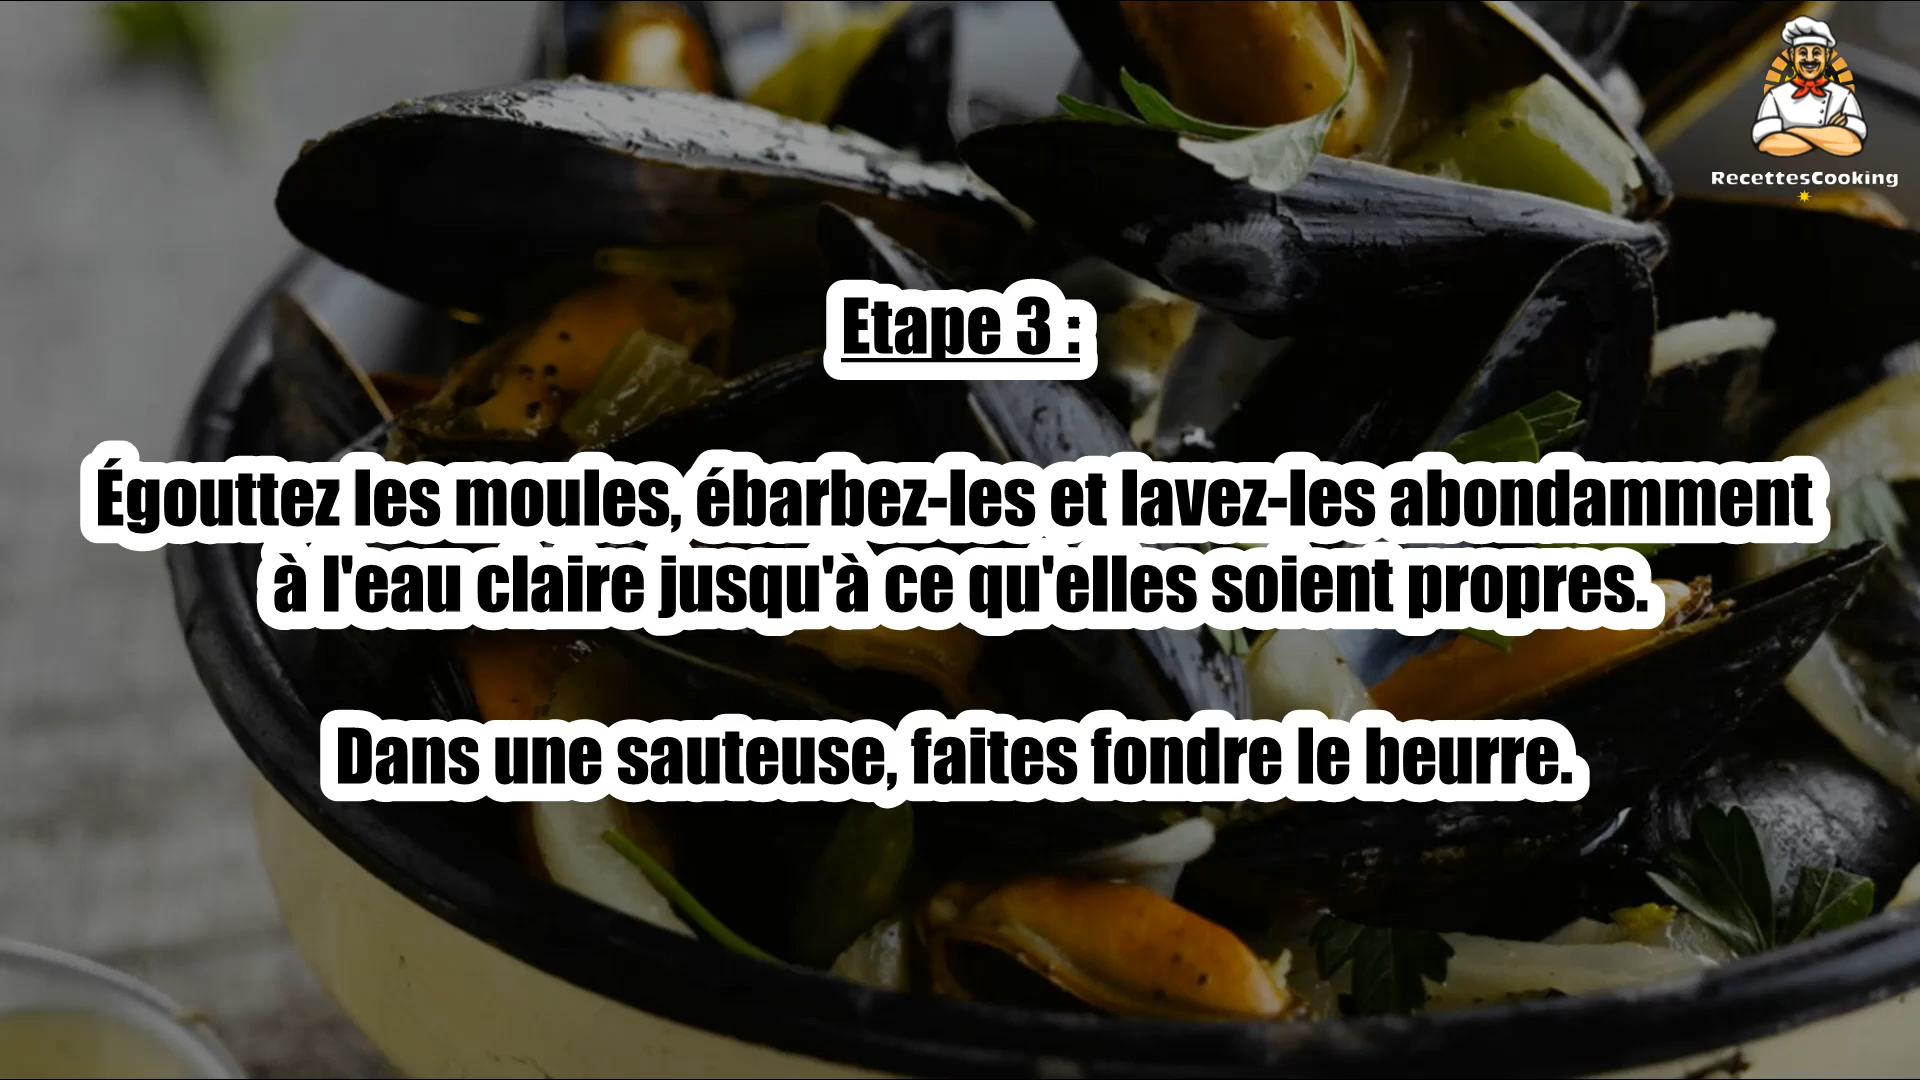 RecettesCooking
Etape 3 :
Égouttez les moules, ébarbez-les et lavez-les abondamment
à l'eau claire jusqu'à ce qu'elles soient propres.
Dans une sauteuse, faites fondre le beurre.